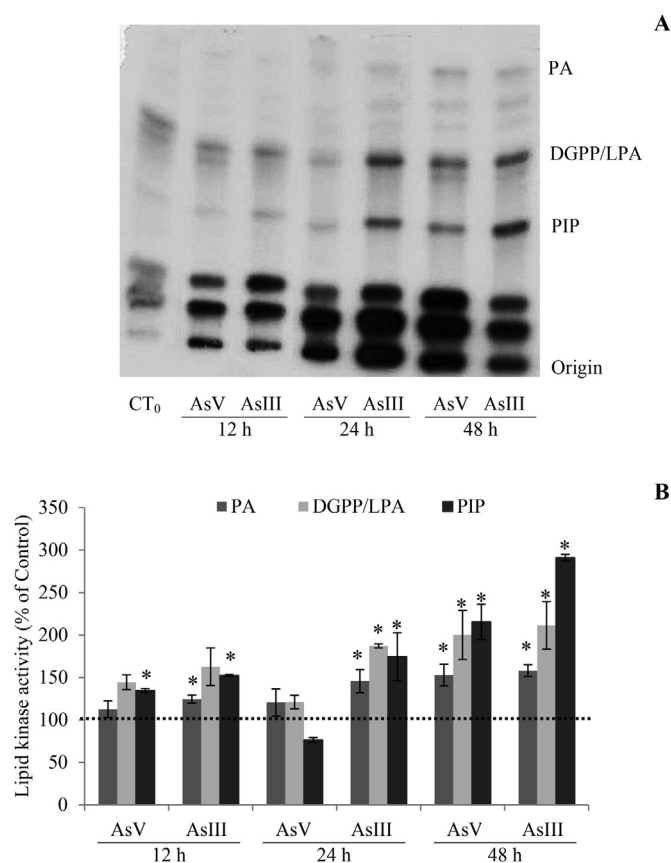 A
PA
DGPP/LPA
PIP
Origin
CT₀ AsV AsIII AsV AsIII AsV AsIII
12 h 24 h 48 h
B
PA DGPP/LPA PIP
Lipid kinase activity (% of Control)
350
300
250
200
150
100
50
0
* * * * * * * * * * * *
AsV AsIII AsV AsIII AsV AsIII
12 h 24 h 48 h